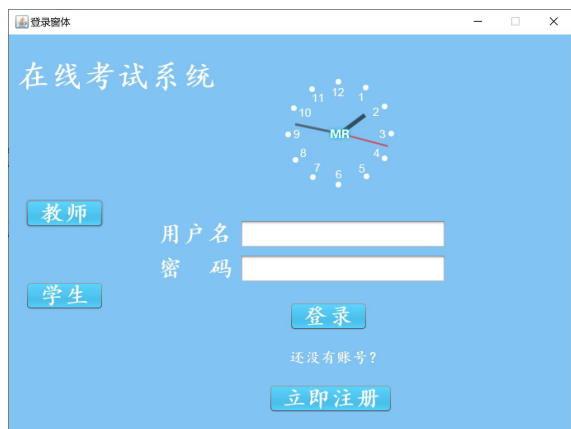 登录窗体
在线考试系统
12
11
1
10
2
9
MR
3
8
4
7
5
6
教师
用户名
密 码
学生
登录
还没有账号？
立即注册